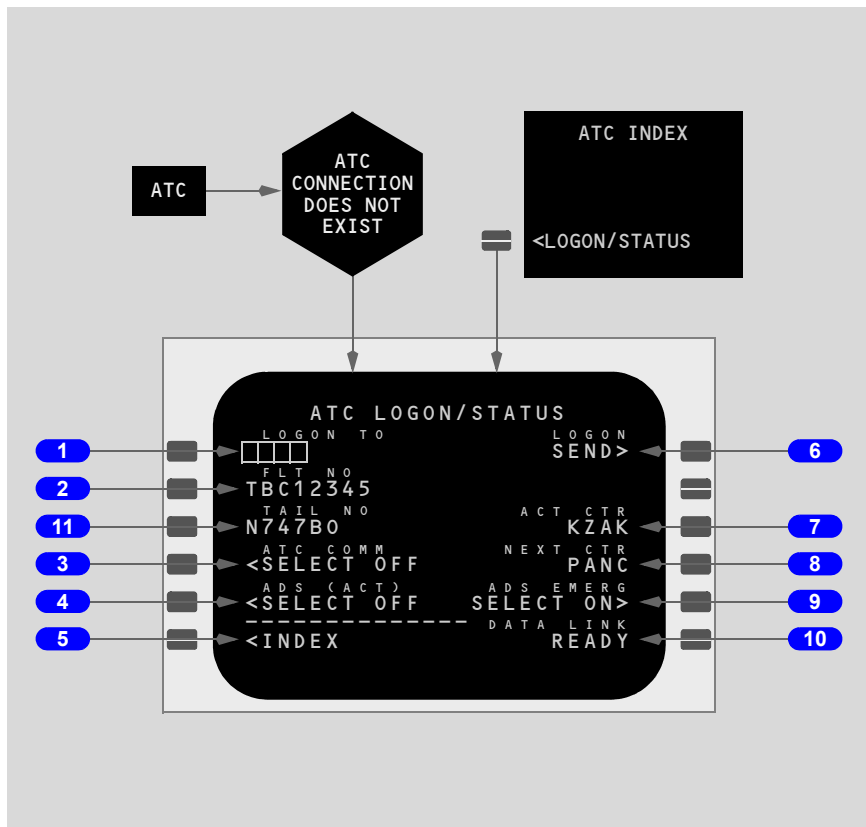 ATC
ATC
CONNECTION
DOES NOT
EXIST
ATC INDEX
<LOGON/STATUS
ATC LOGON/STATUS
LOGON TO LOGON
1 SEND> 6
FLT NO
2 TBC12345
TAIL NO ACT CTR
11 N747BO KZAK 7
ATC COMM NEXT CTR
3 <SELECT OFF PANC 8
ADS (ACT) ADS EMERG
4 <SELECT OFF SELECT ON> 9
-------------- DATA LINK
5 <INDEX READY 10